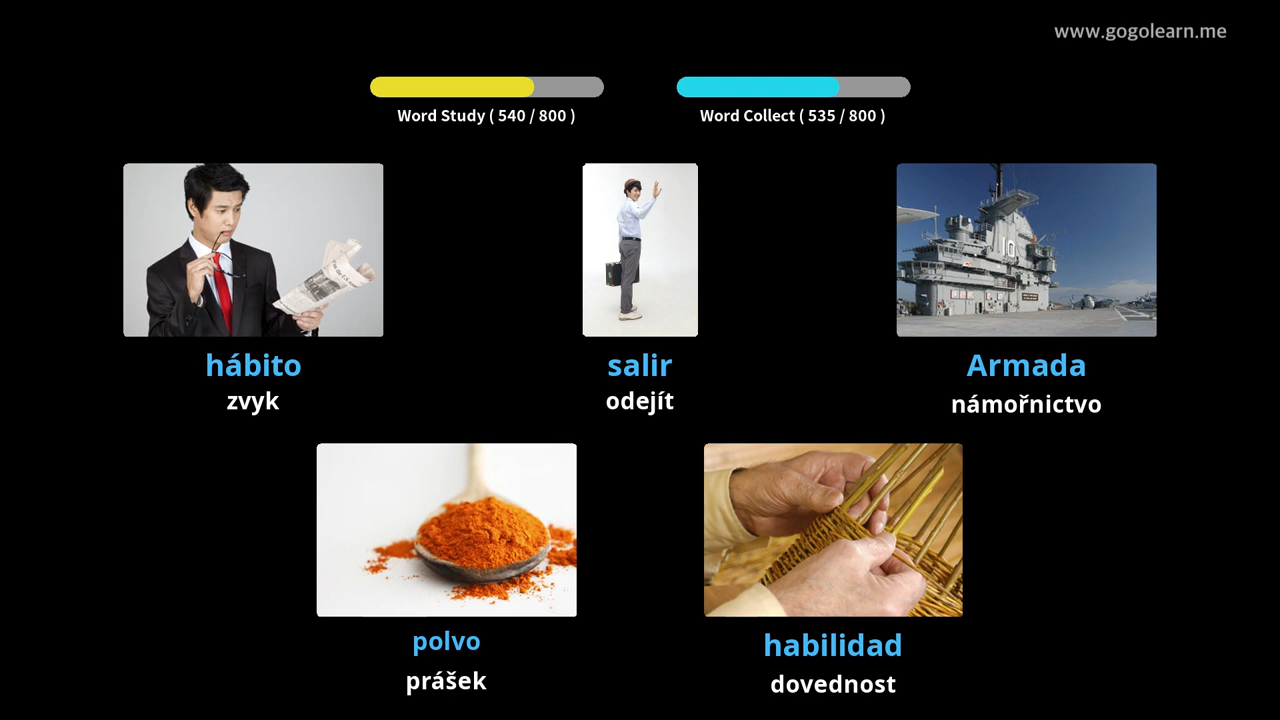 www.gogolearn.me
Word Study ( 540 / 800 )
Word Collect ( 535 / 800 )
hábito
zvyk
salir
odejít
Armada
námořnictvo
polvo
prášek
habilidad
dovednost